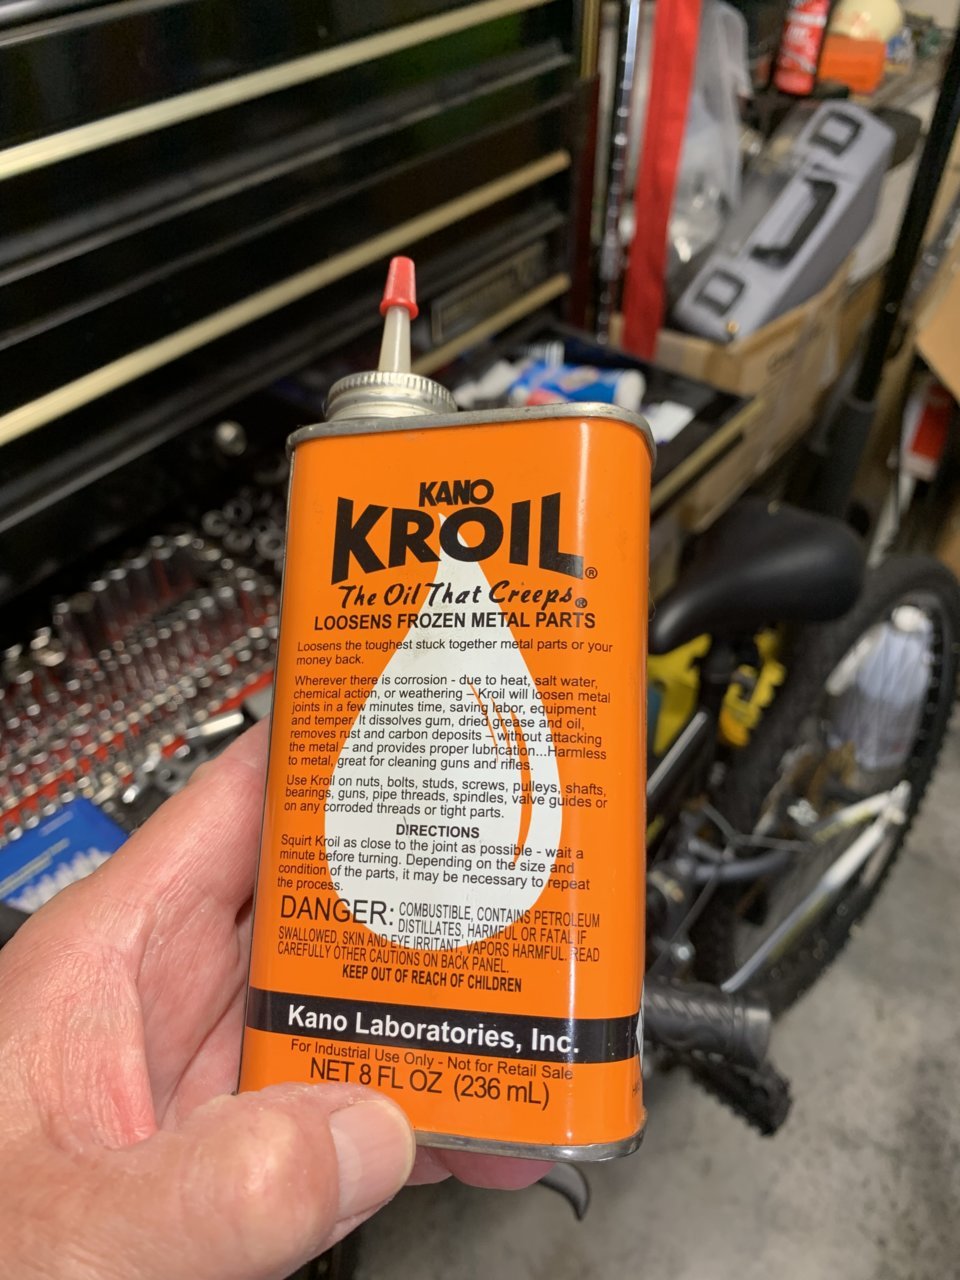 KANO
KROIL®
The Oil That Creeps®
LOOSENS FROZEN METAL PARTS
Loosens the toughest stuck together metal parts or your
money back.
Wherever there is corrosion - due to heat, salt water,
chemical action, or weathering – Kroil will loosen metal
joints in a few minutes time, saving labor, equipment
and temper. It dissolves gum, dried grease and oil,
removes rust and carbon deposits – without attacking
the metal – and provides proper lubrication...Harmless
to metal, great for cleaning guns and rifles.
Use Kroil on nuts, bolts, studs, screws, pulleys, shafts,
bearings, guns, pipe threads, spindles, valve guides or
on any corroded threads or tight parts.
DIRECTIONS
Squirt Kroil as close to the joint as possible - wait a
minute before turning. Depending on the size and
condition of the parts, it may be necessary to repeat
the process.
DANGER: COMBUSTIBLE, CONTAINS PETROLEUM
DISTILLATES, HARMFUL OR FATAL IF
SWALLOWED, SKIN AND EYE IRRITANT, VAPORS HARMFUL. READ
CAREFULLY OTHER CAUTIONS ON BACK PANEL.
KEEP OUT OF REACH OF CHILDREN
Kano Laboratories, Inc.
For Industrial Use Only - Not for Retail Sale
NET 8 FL OZ (236 mL)